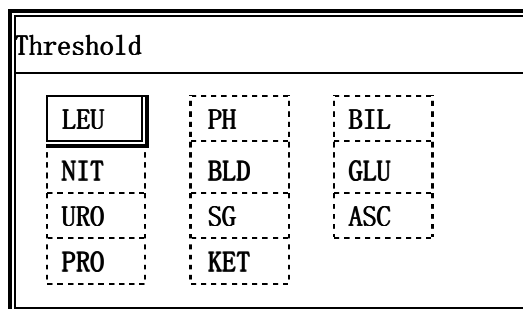 Threshold
LEU PH BIL
NIT BLD GLU
URO SG ASC
PRO KET